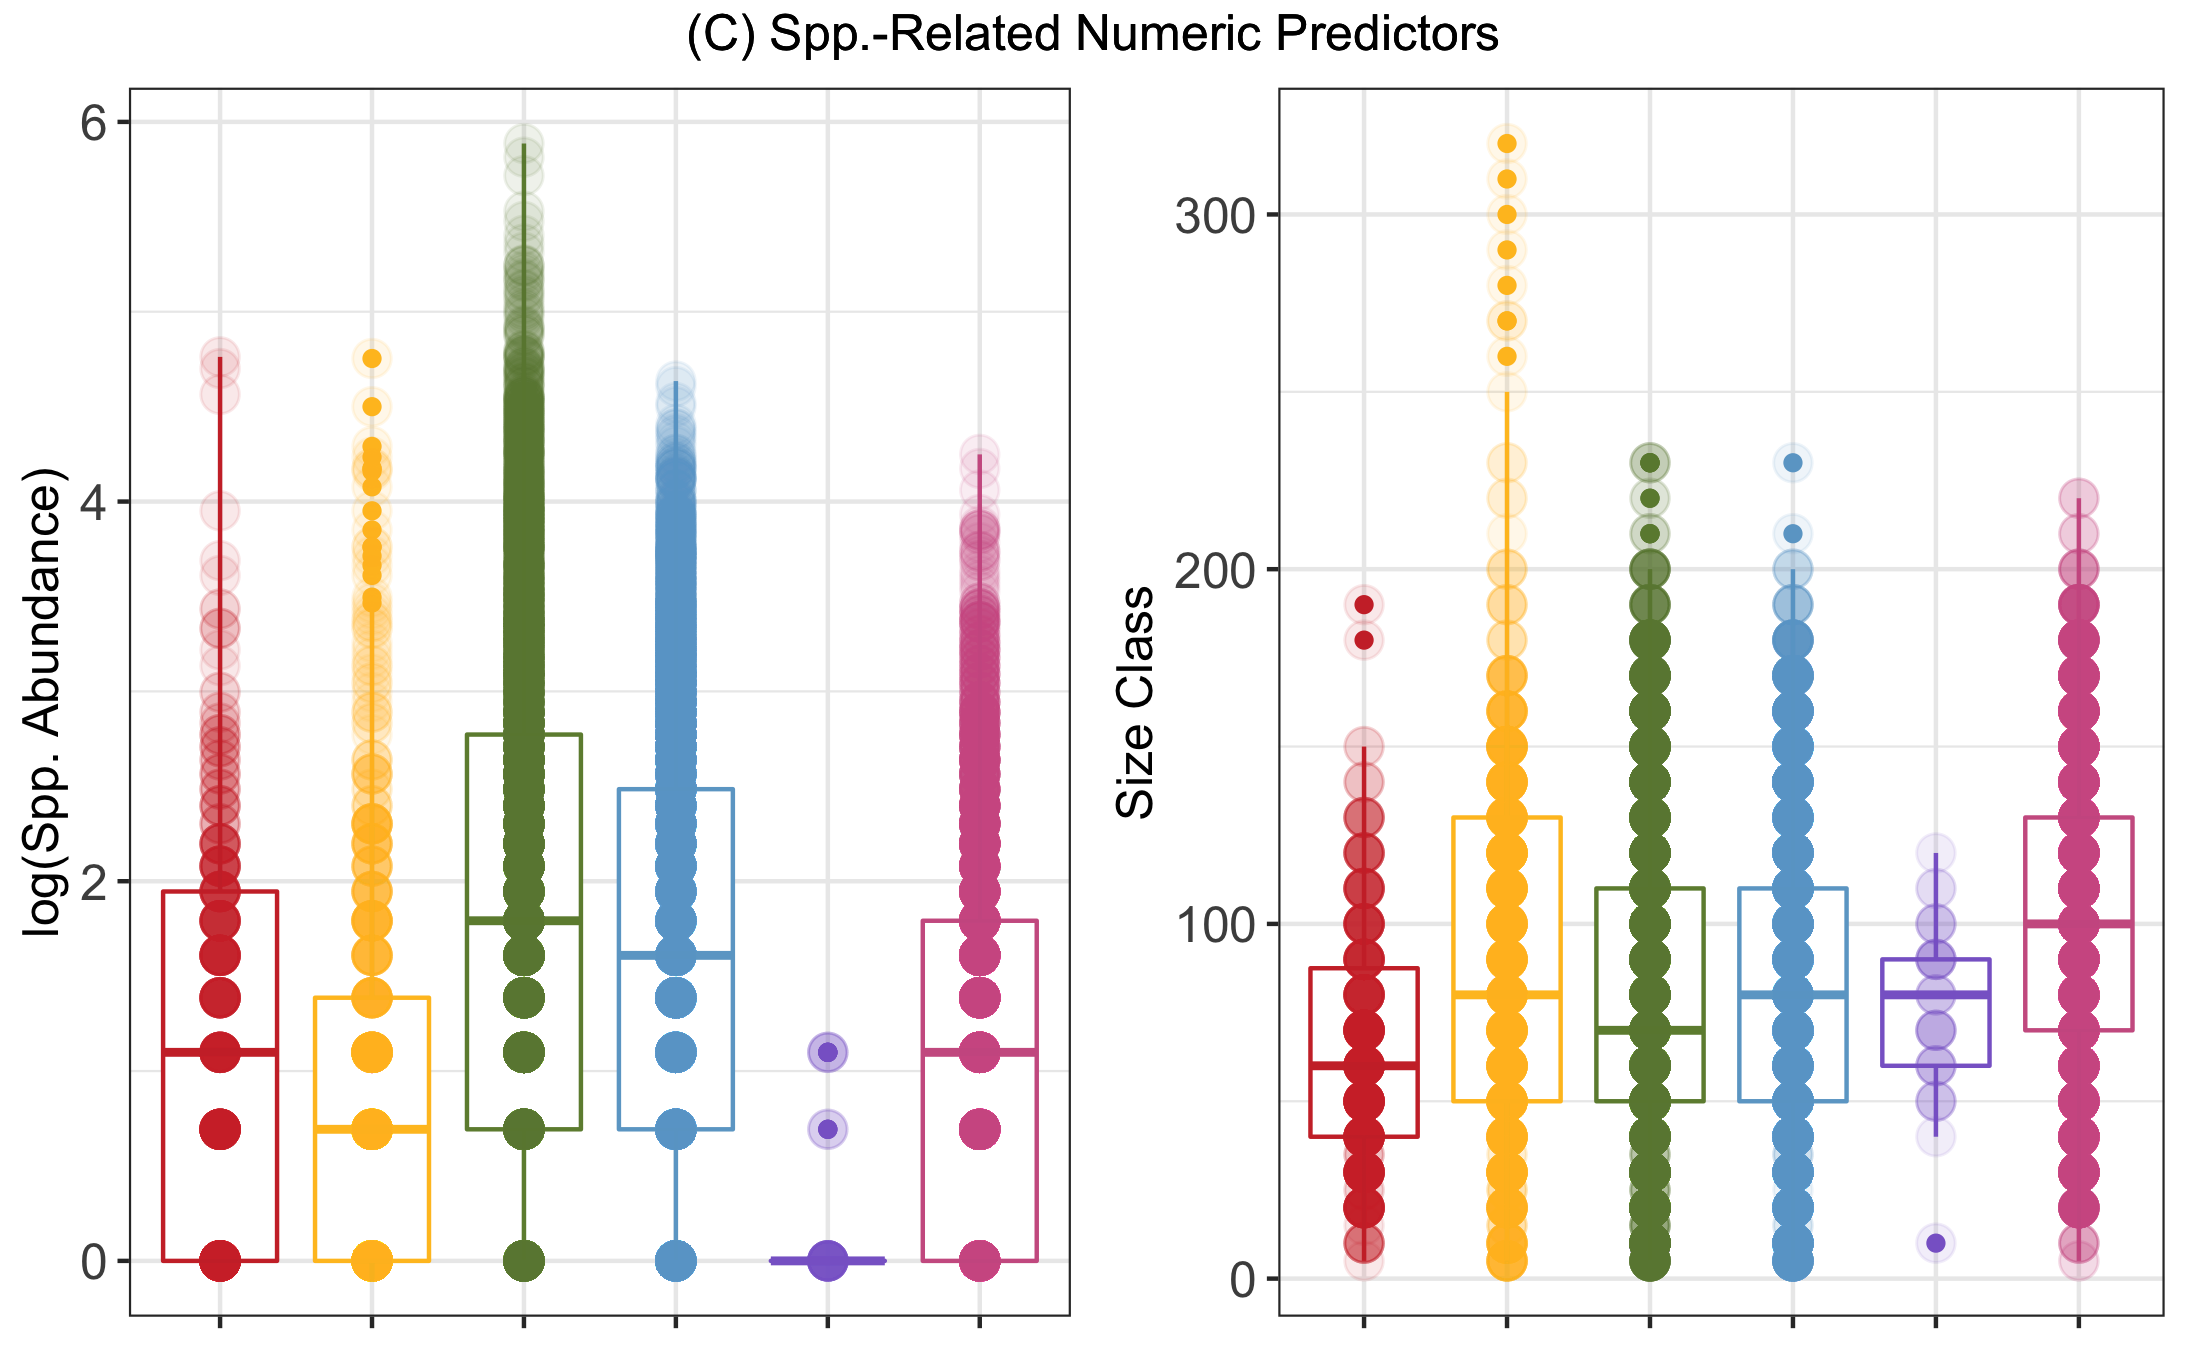 (C) Spp.-Related Numeric Predictors
log(Spp. Abundance)
6
4
2
0
Size Class
300
200
100
0